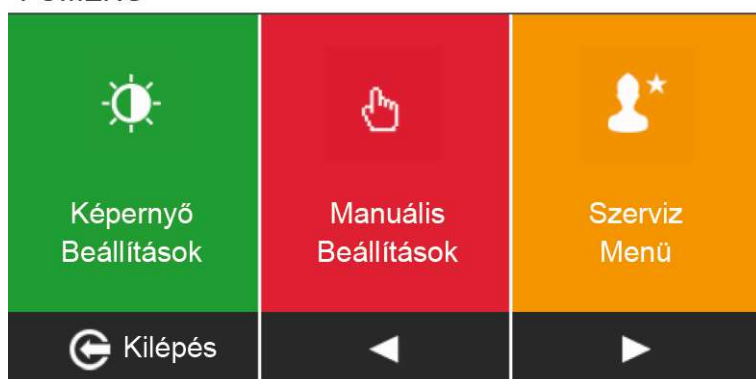 Képernyő
Beállítások
Manuális
Beállítások
Szerviz
Menü
Kilépés